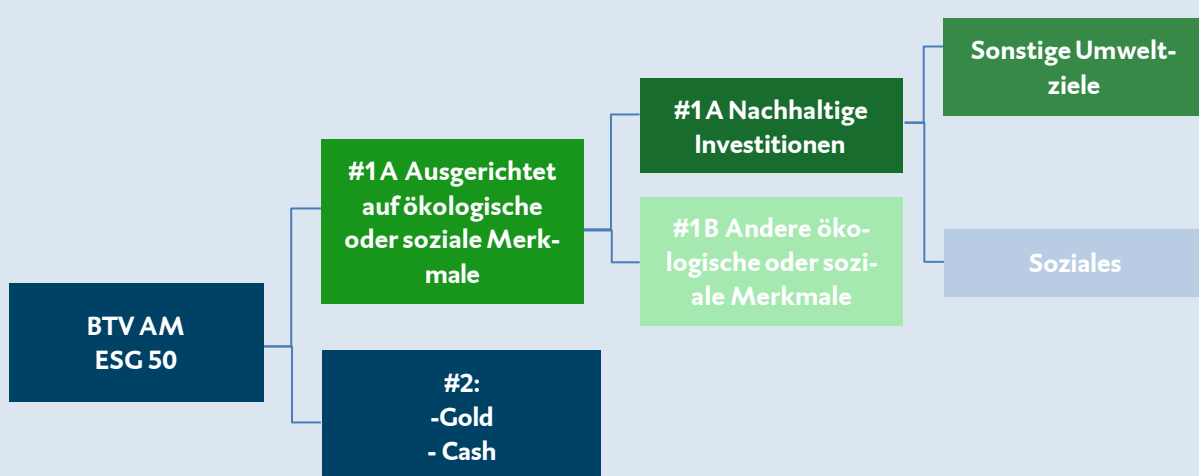 BTV AM
ESG 50
#1 A Ausgerichtet
auf ökologische
oder soziale Merk-
male
#2:
-Gold
- Cash
#1 A Nachhaltige
Investitionen
#1B Andere öko-
logische oder sozi-
ale Merkmale
Sonstige Umwelt-
ziele
Soziales